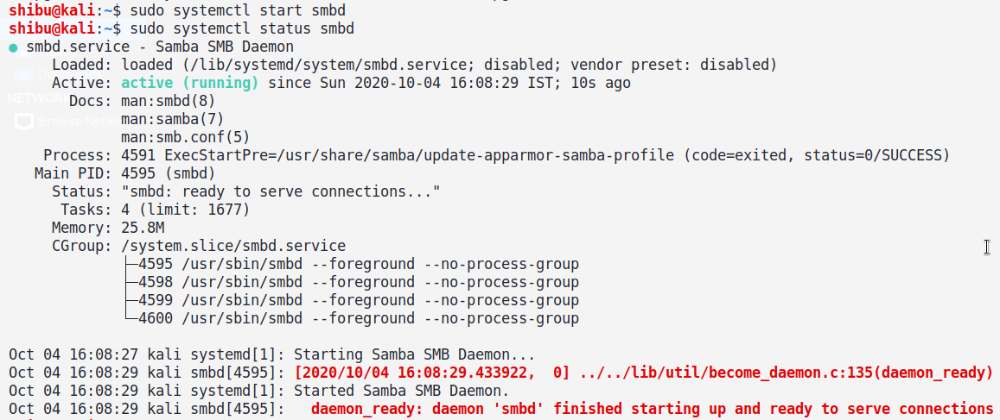 shibu@kali:~$ sudo systemctl start smbd
shibu@kali:~$ sudo systemctl status smbd
● smbd.service - Samba SMB Daemon
     Loaded: loaded (/lib/systemd/system/smbd.service; disabled; vendor preset: disabled)
     Active: active (running) since Sun 2020-10-04 16:08:29 IST; 10s ago
       Docs: man:smbd(8)
             man:samba(7)
             man:smb.conf(5)
    Process: 4591 ExecStartPre=/usr/share/samba/update-apparmor-samba-profile (code=exited, status=0/SUCCESS)
   Main PID: 4595 (smbd)
     Status: "smbd: ready to serve connections..."
      Tasks: 4 (limit: 1677)
     Memory: 25.8M
     CGroup: /system.slice/smbd.service
             ├─4595 /usr/sbin/smbd --foreground --no-process-group
             ├─4598 /usr/sbin/smbd --foreground --no-process-group
             ├─4599 /usr/sbin/smbd --foreground --no-process-group
             └─4600 /usr/sbin/smbd --foreground --no-process-group
Oct 04 16:08:27 kali systemd[1]: Starting Samba SMB Daemon...
Oct 04 16:08:29 kali smbd[4595]: [2020/10/04 16:08:29.433922,  0] ../../lib/util/become_daemon.c:135(daemon_ready)
Oct 04 16:08:29 kali systemd[1]: Started Samba SMB Daemon.
Oct 04 16:08:29 kali smbd[4595]:   daemon_ready: daemon 'smbd' finished starting up and ready to serve connections
NETWORK
Browse Network